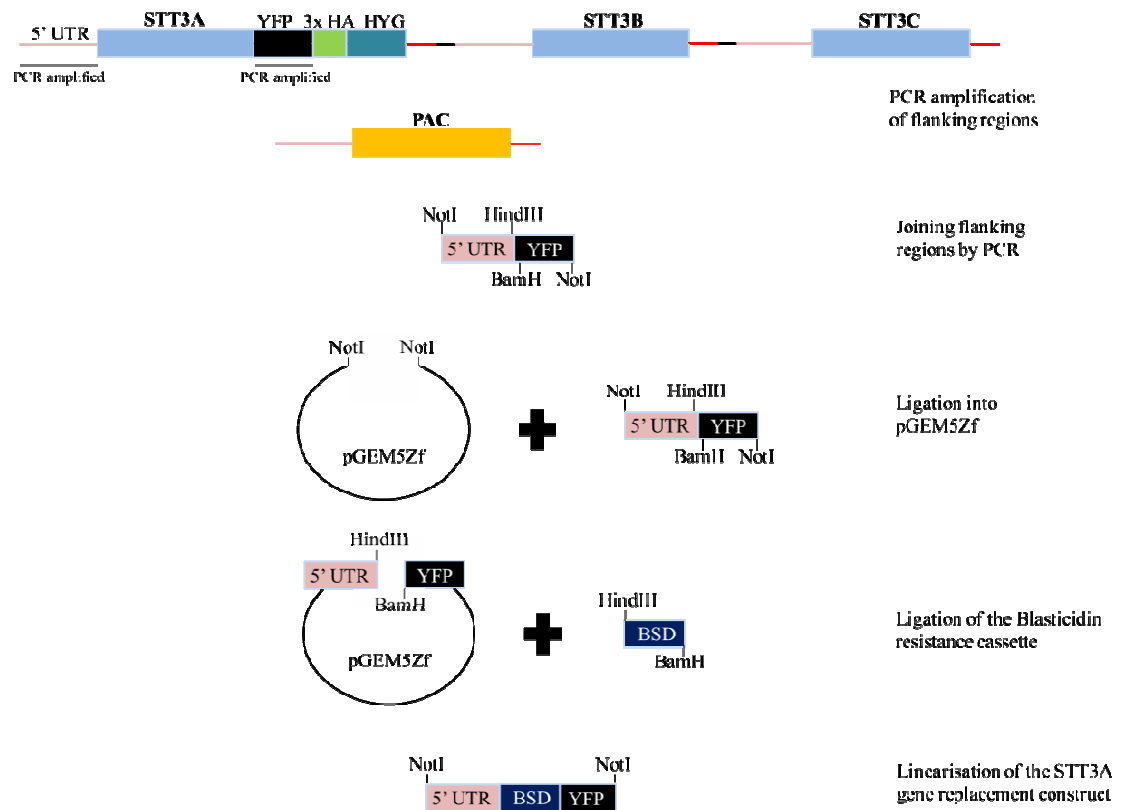 5' UTR
STT3A
YFP
3x HA
HYG
STT3B
STT3C
PCR amplified
PCR amplified
PCR amplification
of flanking regions
PAC
NotI
HindIII
5' UTR
YFP
BamH
NotI
Joining flanking
regions by PCR
NotI
NotI
pGEM5Zf
NotI
HindIII
5' UTR
YFP
BamH
NotI
Ligation into
pGEM5Zf
HindIII
5' UTR
YFP
BamH
pGEM5Zf
HindIII
BSD
BamH
Ligation of the Blasticidin
resistance cassette
NotI
NotI
5' UTR
BSD
YFP
Linearisation of the STT3A
gene replacement construct